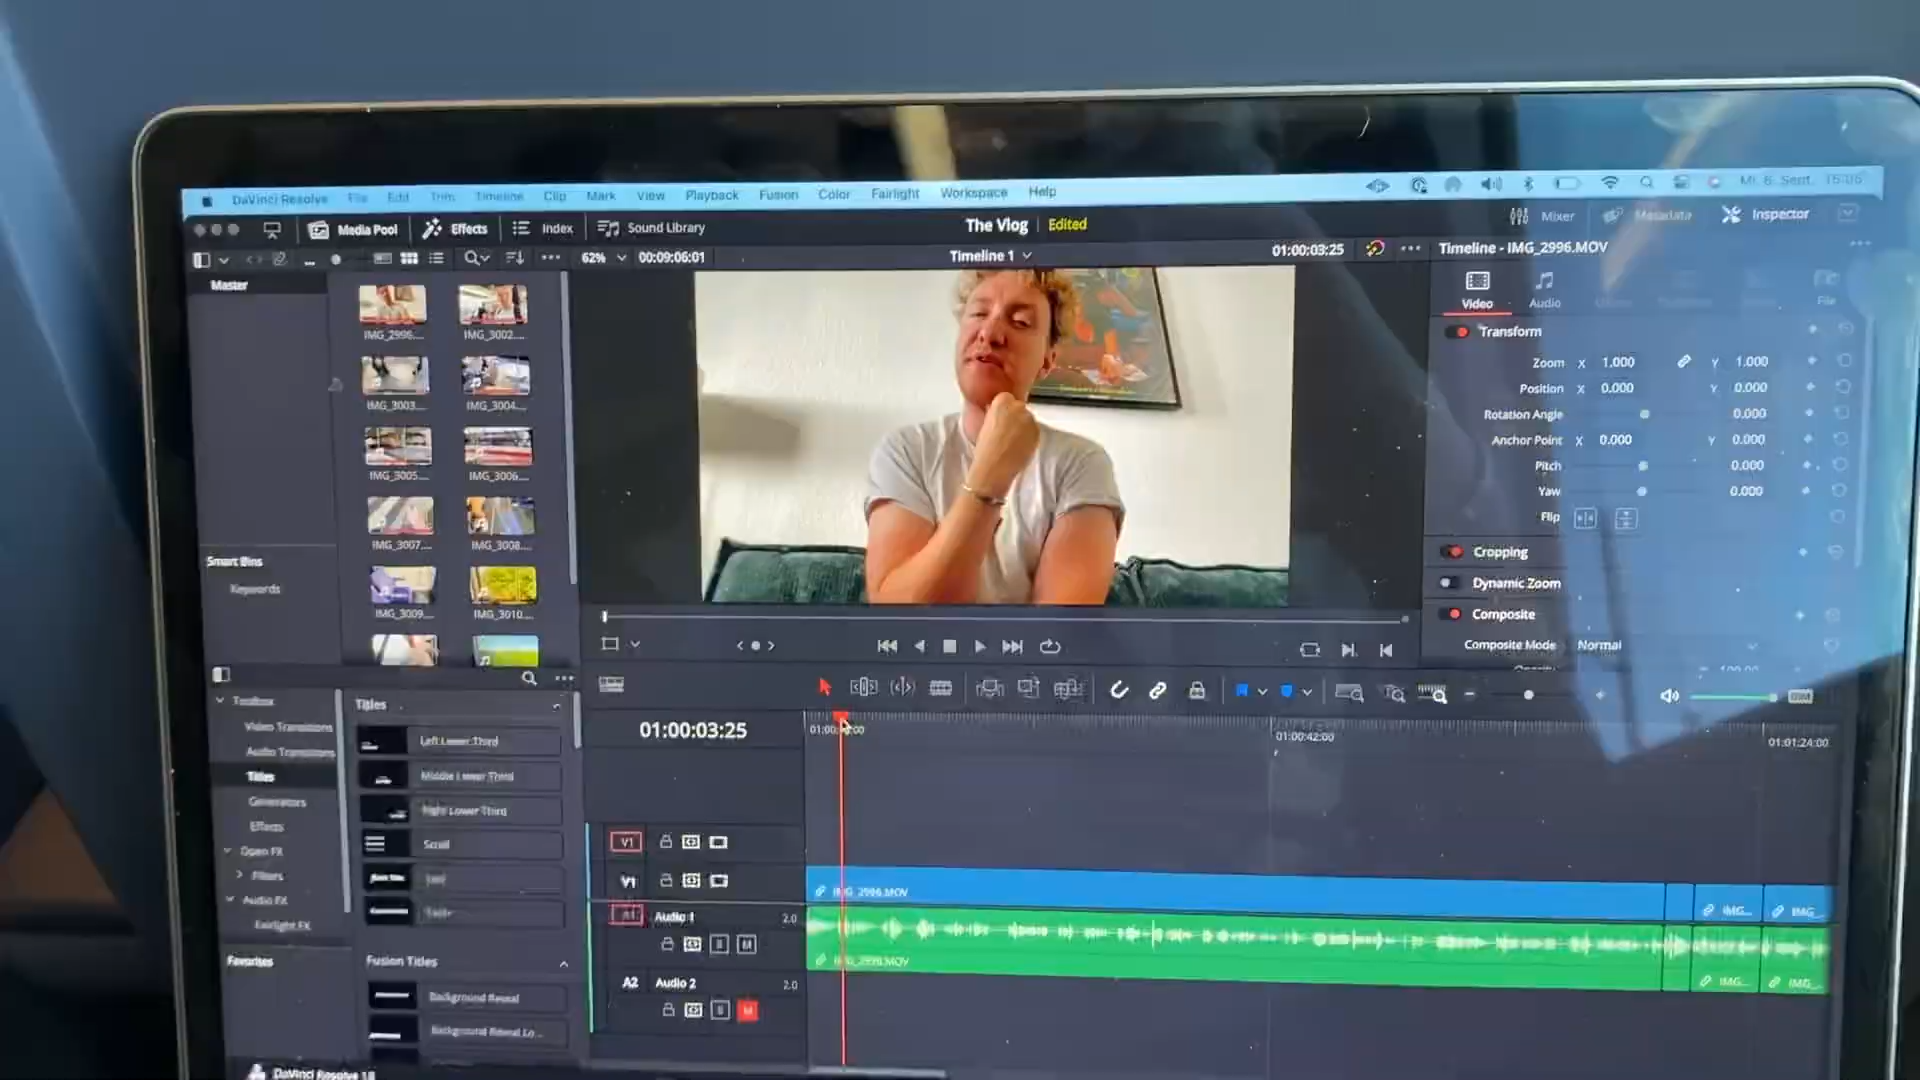 DaVinci Resolve File Edit Trim Timeline Clip Mark View Playback Fusion Color Fairlight Workspace Help Mi. 6. Sept. 15:05
Media Pool Effects Index Sound Library The Vlog Edited Mixer Metadata Inspector
62% 00:09:06:01 Timeline 1 01:00:03:25 Timeline - IMG_2996.MOV
Master
IMG_2996.... IMG_3002....
IMG_3003.... IMG_3004....
IMG_3005.... IMG_3006....
IMG_3007.... IMG_3008....
IMG_3009.... IMG_3010....
Smart Bins
Keywords
Video Audio File
Transform
Zoom X 1.000 Y 1.000
Position X 0.000 Y 0.000
Rotation Angle 0.000
Anchor Point X 0.000 Y 0.000
Pitch 0.000
Yaw 0.000
Flip
Cropping
Dynamic Zoom
Composite
Composite Mode Normal
Toolbox
Video Transitions
Audio Transitions
Titles
Generators
Effects
Open FX
Filters
Audio FX
Fairlight FX
Favorites
Titles
Left Lower Third
Middle Lower Third
Right Lower Third
Scroll
Fusion Titles
Background Reveal
Background Reveal Lo...
DIM
01:00:03:25
01:00:42:00
01:01:24:00
V1
V1 IMG_2996.MOV IMG... IMG...
A1 Audio 1 2.0
M
IMG_2996.MOV IMG... IMG...
A2 Audio 2 2.0
M
DaVinci Resolve 18